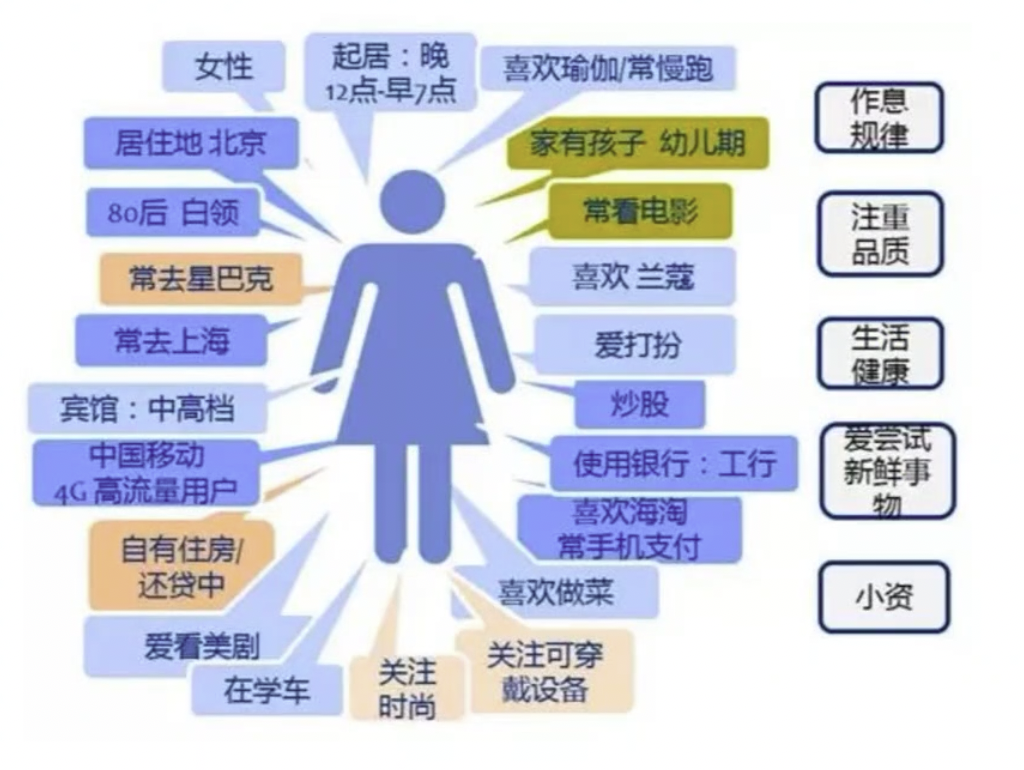 女性
起居：晚
12点-早7点
喜欢瑜伽/常慢跑
居住地 北京
家有孩子 幼儿期
80后 白领
常看电影
常去星巴克
喜欢 兰蔻
常去上海
爱打扮
宾馆：中高档
炒股
中国移动
4G 高流量用户
使用银行：工行
喜欢海淘
常手机支付
自有住房/
还贷中
喜欢做菜
爱看美剧
关注可穿
戴设备
在学车
关注
时尚
作息
规律
注重
品质
生活
健康
爱尝试
新鲜事
物
小资